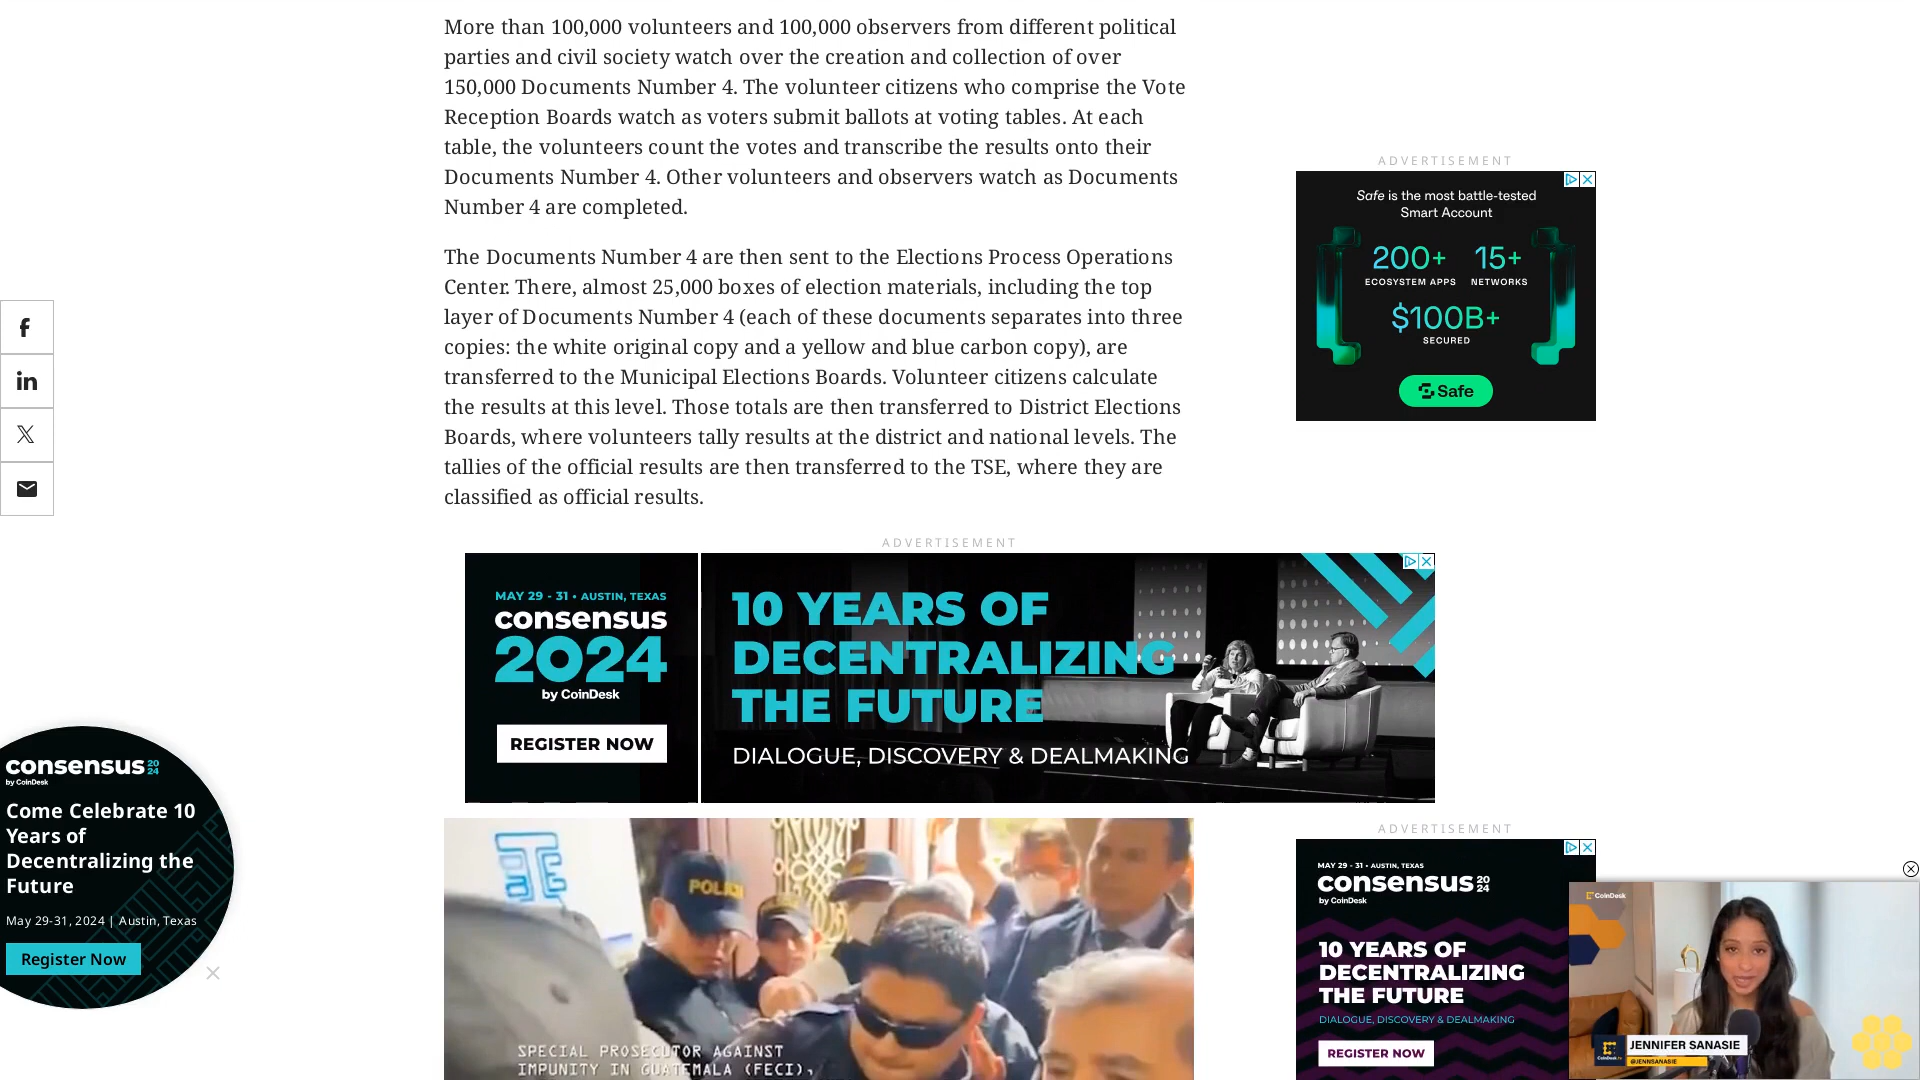 More than 100,000 volunteers and 100,000 observers from different political
parties and civil society watch over the creation and collection of over
150,000 Documents Number 4. The volunteer citizens who comprise the Vote
Reception Boards watch as voters submit ballots at voting tables. At each
table, the volunteers count the votes and transcribe the results onto their
Documents Number 4. Other volunteers and observers watch as Documents
Number 4 are completed.
The Documents Number 4 are then sent to the Elections Process Operations
Center. There, almost 25,000 boxes of election materials, including the top
layer of Documents Number 4 (each of these documents separates into three
copies: the white original copy and a yellow and blue carbon copy), are
transferred to the Municipal Elections Boards. Volunteer citizens calculate
the results at this level. Those totals are then transferred to District Elections
Boards, where volunteers tally results at the district and national levels. The
tallies of the official results are then transferred to the TSE, where they are
classified as official results.
ADVERTISEMENT
Safe is the most battle-tested
Smart Account
200+ 15+
ECOSYSTEM APPS NETWORKS
$100B+
SECURED
Safe
ADVERTISEMENT
MAY 29 - 31 • AUSTIN, TEXAS
consensus
2024
by CoinDesk
REGISTER NOW
10 YEARS OF
DECENTRALIZING
THE FUTURE
DIALOGUE, DISCOVERY & DEALMAKING
consensus 2024
by CoinDesk
Come Celebrate 10
Years of
Decentralizing the
Future
May 29-31, 2024 | Austin, Texas
Register Now
POLICIA
SPECIAL PROSECUTOR AGAINST
IMPUNITY IN GUATEMALA (FECI),
ADVERTISEMENT
MAY 29 - 31 • AUSTIN, TEXAS
consensus 2024
by CoinDesk
10 YEARS OF
DECENTRALIZING
THE FUTURE
DIALOGUE, DISCOVERY & DEALMAKING
REGISTER NOW
CoinDesk
JENNIFER SANASIE
@JENNSANASIE